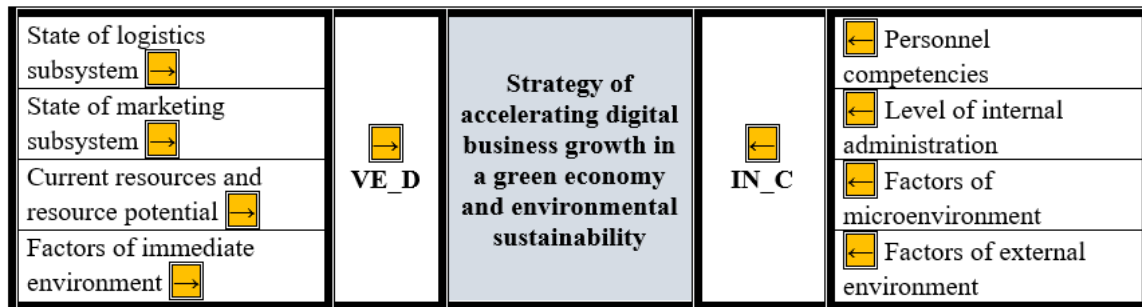 State of logistics
subsystem →
State of marketing
subsystem →
Current resources and
resource potential →
Factors of immediate
environment →
→
VE_D
Strategy of
accelerating digital
business growth in
a green economy
and environmental
sustainability
←
IN_C
← Personnel
competencies
← Level of internal
administration
← Factors of
microenvironment
← Factors of external
environment